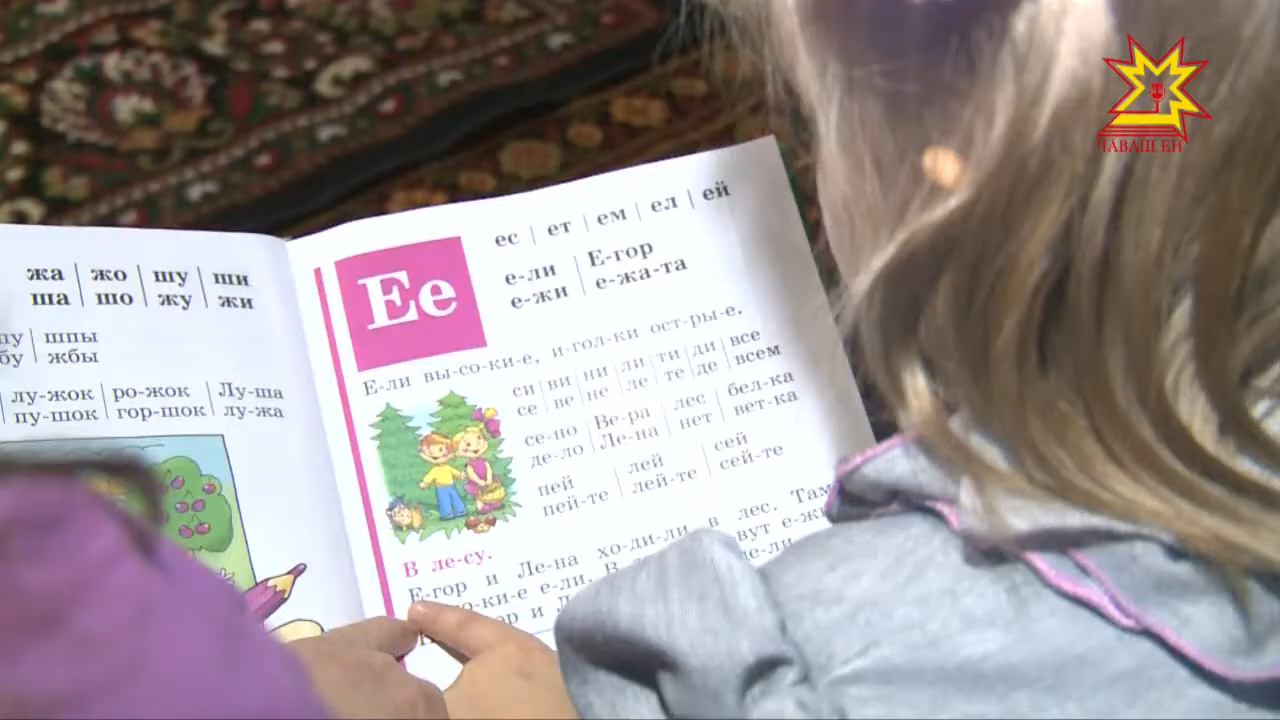 жа | жо | шу | ши
ша | шо | жу | жи
шпы
бу | жбы
лу-жок | ро-жок | Лу-ша
пу-шок | гор-шок | лу-жа
Ее
ес | ет | ем | ел | ей
е-ли | Е-гор
е-жи | е-жа-та
Е-ли вы-со-ки-е, и-гол-ки ост-ры-е.
си | ви | ни | ли | ти | ди | все
се | ве | не | ле | те | де | всем
се-но | Ве-ра | лес | бел-ка
де-ло | Ле-на | нет | вет-ка
пей | лей | сей
пей-те | лей-те | сей-те
В ле-су.
Е-гор и Ле-на хо-ди-ли в лес. Там
е-ли. В
и
ЧАВАШ ЕН